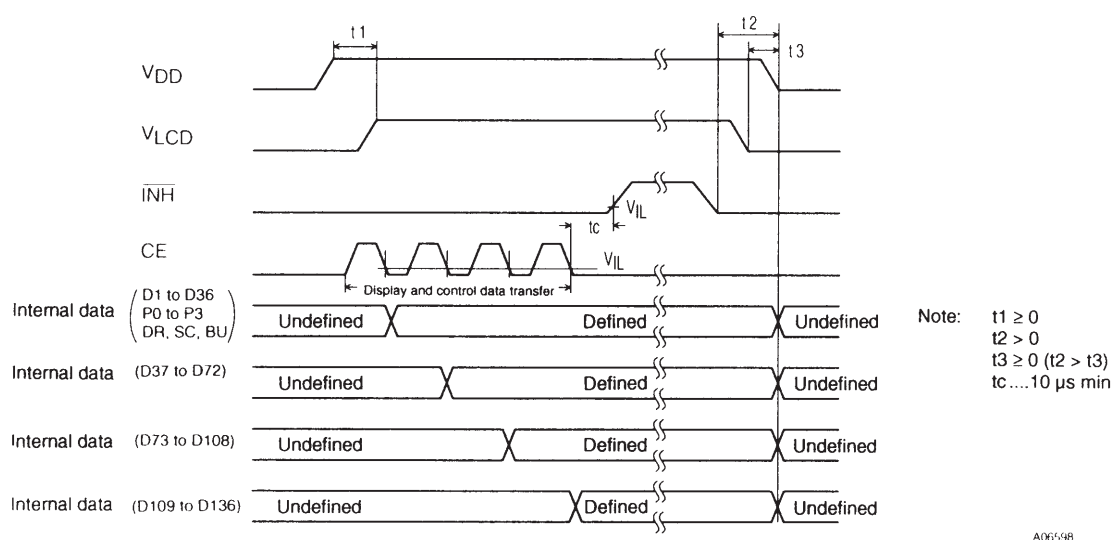 t1
t2
t3
VDD
VLCD
INH
VIL
tc
CE
VIL
Display and control data transfer
Internal data (D1 to D36
P0 to P3
DR, SC, BU)
Undefined Defined Undefined
Internal data (D37 to D72)
Undefined Defined Undefined
Internal data (D73 to D108)
Undefined Defined Undefined
Internal data (D109 to D136)
Undefined Defined Undefined
Note: t1 ≥ 0
t2 > 0
t3 ≥ 0 (t2 > t3)
tc ....10 µs min
A06598